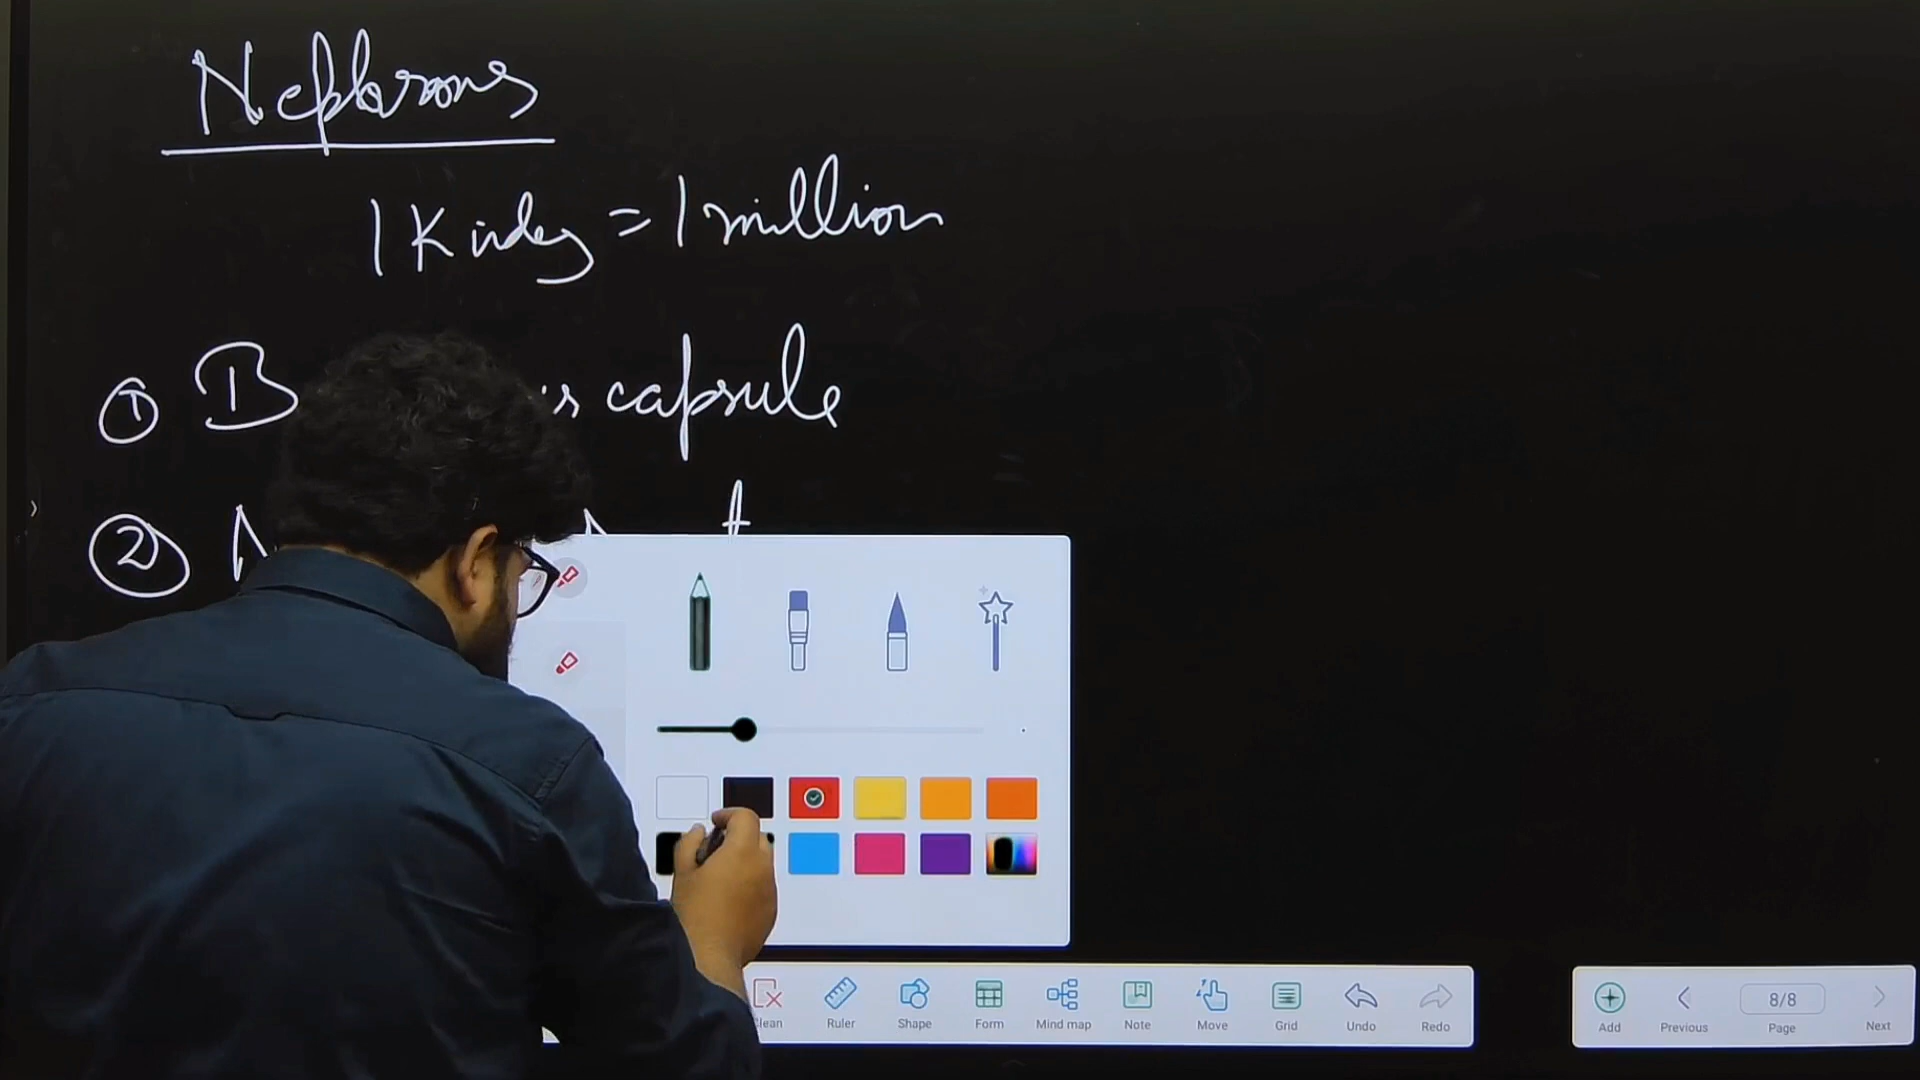 Nephrons
1 Kindey = 1 million
① B 's capsule
②
Clean Ruler Shape Form Mind map Note Move Grid Undo Redo
Add Previous 8/8 Page Next